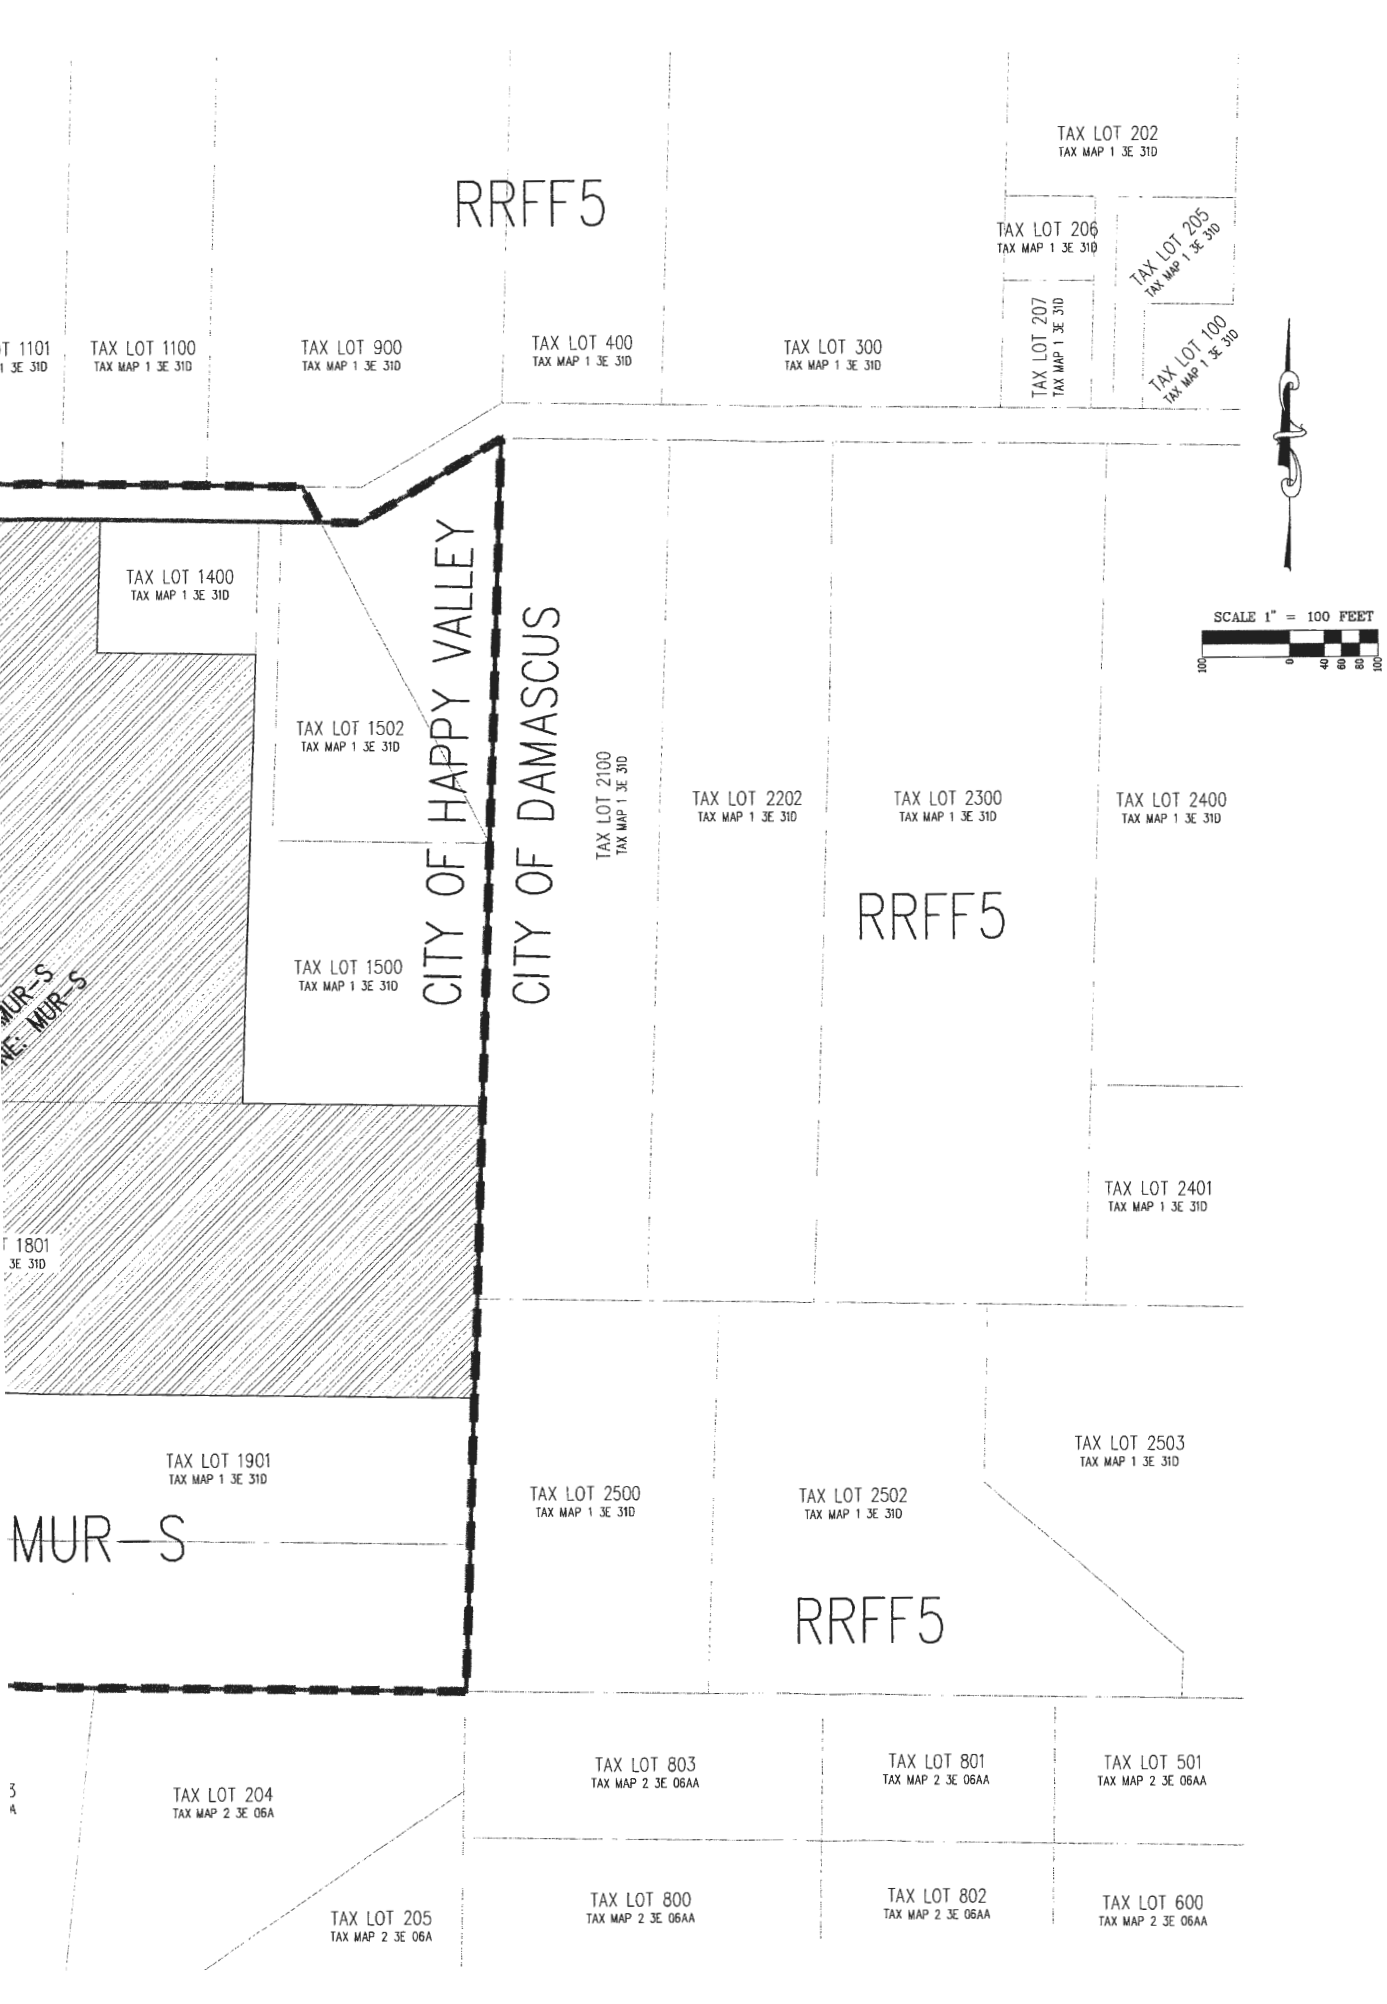 TAX LOT 202
TAX MAP 1 3E 31D
RRFF5
TAX LOT 206
TAX MAP 1 3E 31D
TAX LOT 205
TAX MAP 1 3E 31D
TAX LOT 207
TAX MAP 1 3E 31D
TAX LOT 100
TAX MAP 1 3E 31D
T 1101
1 3E 31D
TAX LOT 1100
TAX MAP 1 3E 31D
TAX LOT 900
TAX MAP 1 3E 31D
TAX LOT 400
TAX MAP 1 3E 31D
TAX LOT 300
TAX MAP 1 3E 31D
TAX LOT 1400
TAX MAP 1 3E 31D
CITY OF HAPPY VALLEY
CITY OF DAMASCUS
SCALE 1" = 100 FEET
100 0 40 60 80 100
TAX LOT 1502
TAX MAP 1 3E 31D
TAX LOT 2100
TAX MAP 1 3E 31D
TAX LOT 2202
TAX MAP 1 3E 31D
TAX LOT 2300
TAX MAP 1 3E 31D
TAX LOT 2400
TAX MAP 1 3E 31D
RRFF5
TAX LOT 1500
TAX MAP 1 3E 31D
MUR-S
NE: MUR-S
TAX LOT 2401
TAX MAP 1 3E 31D
T 1801
3E 31D
TAX LOT 1901
TAX MAP 1 3E 31D
MUR-S
TAX LOT 2500
TAX MAP 1 3E 31D
TAX LOT 2502
TAX MAP 1 3E 31D
TAX LOT 2503
TAX MAP 1 3E 31D
RRFF5
3
A
TAX LOT 204
TAX MAP 2 3E 06A
TAX LOT 803
TAX MAP 2 3E 06AA
TAX LOT 801
TAX MAP 2 3E 06AA
TAX LOT 501
TAX MAP 2 3E 06AA
TAX LOT 205
TAX MAP 2 3E 06A
TAX LOT 800
TAX MAP 2 3E 06AA
TAX LOT 802
TAX MAP 2 3E 06AA
TAX LOT 600
TAX MAP 2 3E 06AA